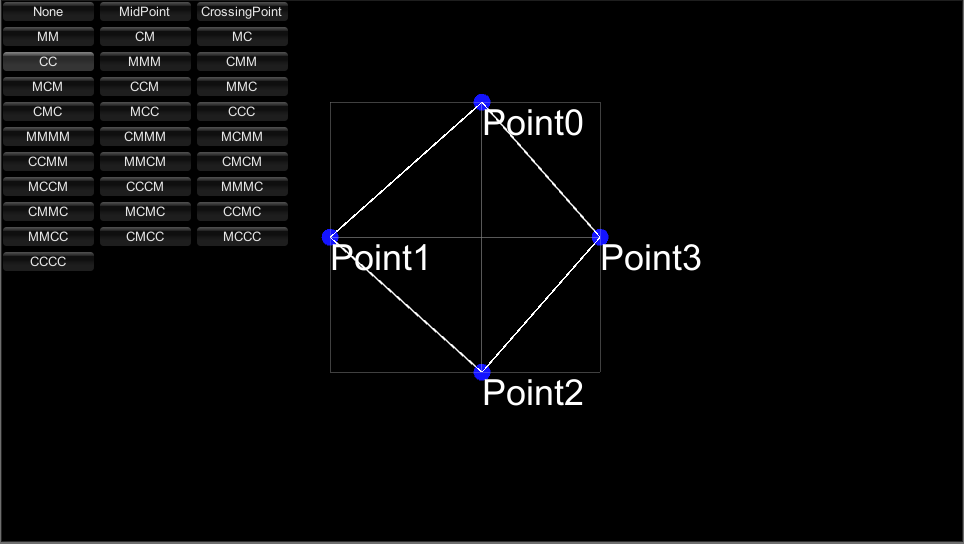 None MidPoint CrossingPoint
MM CM MC
CC MMM CMM
MCM CCM MMC
CMC MCC CCC
MMMM CMMM MCMM
CCMM MMCM CMCM
MCCM CCCM MMMC
CMMC MCMC CCMC
MMCC CMCC MCCC
CCCC
Point0
Point1 Point3
Point2